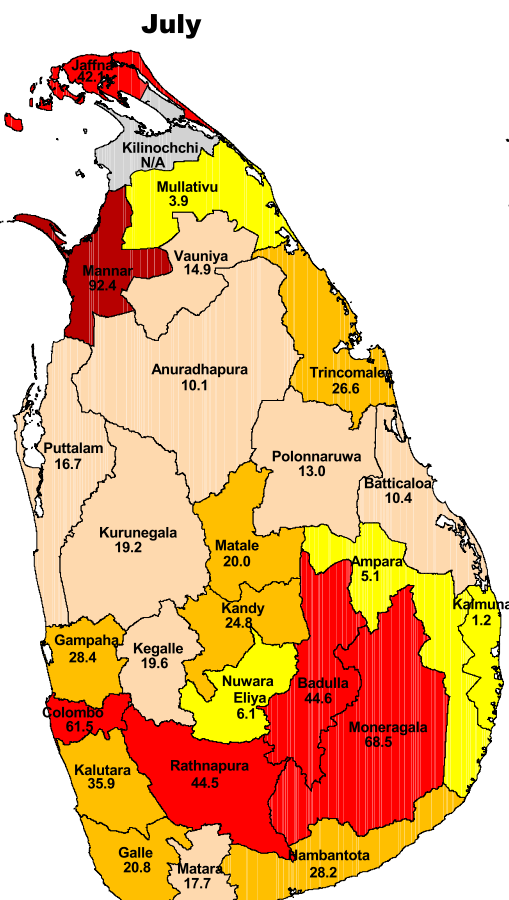 July
Jaffna
42.1
Kilinochchi
N/A
Mullativu
3.9
Vauniya
14.9
Mannar
92.4
Anuradhapura
10.1
Trincomalee
26.6
Puttalam
16.7
Polonnaruwa
13.0
Batticaloa
10.4
Kurunegala
19.2
Matale
20.0
Ampara
5.1
Kandy
24.8
Kalmuna
1.2
Gampaha
28.4
Kegalle
19.6
Nuwara
Eliya
6.1
Badulla
44.6
Colombo
61.5
Moneragala
68.5
Kalutara
35.9
Rathnapura
44.5
Galle
20.8
Matara
17.7
Hambantota
28.2